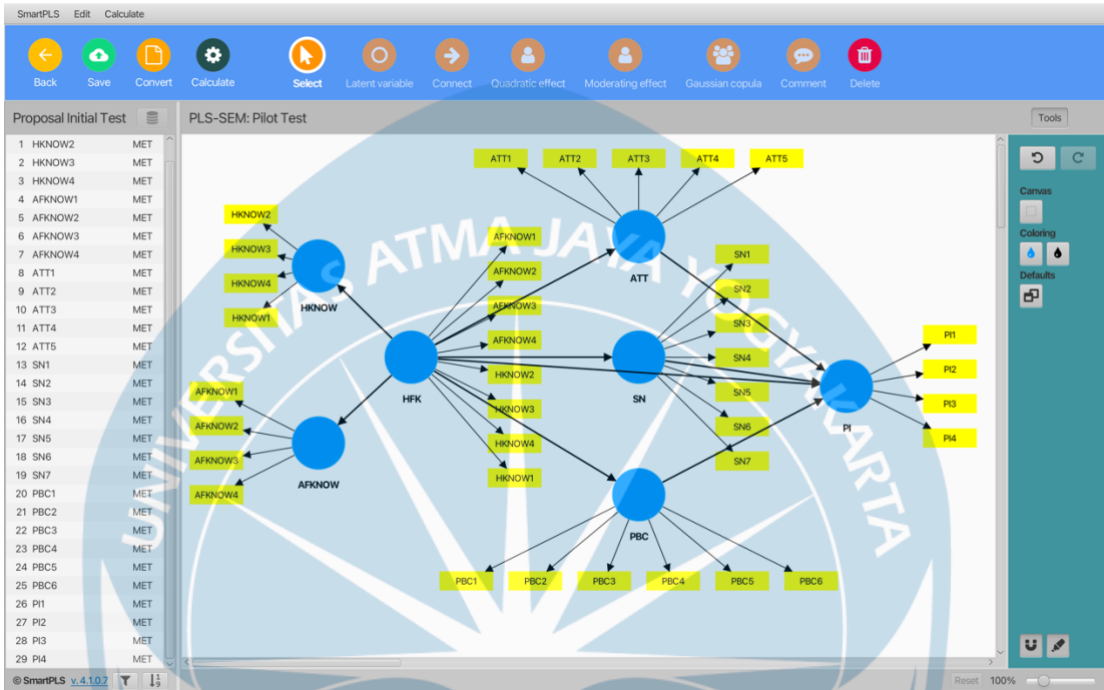 SmartPLS Edit Calculate
Back Save Convert Calculate Select Latent variable Connect Quadratic effect Moderating effect Gaussian copula Comment Delete
Proposal Initial Test
PLS-SEM: Pilot Test
Tools
1 HKNOW2 MET
2 HKNOW3 MET
3 HKNOW4 MET
4 AFKNOW1 MET
5 AFKNOW2 MET
6 AFKNOW3 MET
7 AFKNOW4 MET
8 ATT1 MET
9 ATT2 MET
10 ATT3 MET
11 ATT4 MET
12 ATT5 MET
13 SN1 MET
14 SN2 MET
15 SN3 MET
16 SN4 MET
17 SN5 MET
18 SN6 MET
19 SN7 MET
20 PBC1 MET
21 PBC2 MET
22 PBC3 MET
23 PBC4 MET
24 PBC5 MET
25 PBC6 MET
26 PI1 MET
27 PI2 MET
28 PI3 MET
29 PI4 MET
ATT1 ATT2 ATT3 ATT4 ATT5
ATT
HKNOW2
HKNOW3
HKNOW4
HKNOW1
HKNOW
AFKNOW1
AFKNOW2
AFKNOW3
AFKNOW4
HKNOW2
HKNOW3
HKNOW4
HKNOW1
HFK
SN1
SN2
SN3
SN4
SN5
SN6
SN7
SN
PI1
PI2
PI3
PI4
PI
AFKNOW1
AFKNOW2
AFKNOW3
AFKNOW4
AFKNOW
PBC
PBC1 PBC2 PBC3 PBC4 PBC5 PBC6
UNIVERSITAS ATMA JAYA YOGYAKARTA
Canvas
Coloring
Defaults
© SmartPLS v. 4.1.0.7
1
9
Reset 100%